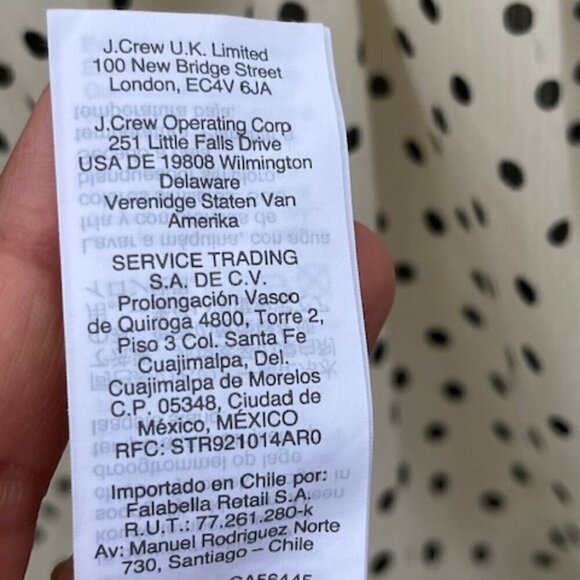 J.Crew U.K. Limited
100 New Bridge Street
London, EC4V 6JA
J.Crew Operating Corp
251 Little Falls Drive
USA DE 19808 Wilmington
Delaware
Verenidge Staten Van
Amerika
SERVICE TRADING
S.A. DE C.V.
Prolongación Vasco
de Quiroga 4800, Torre 2,
Piso 3 Col. Santa Fe
Cuajimalpa, Del.
Cuajimalpa de Morelos
C.P. 05348, Ciudad de
México, MÉXICO
RFC: STR921014AR0
Importado en Chile por:
Falabella Retail S.A.
R.U.T.: 77.261.280-k
Av: Manuel Rodriguez Norte
730, Santiago – Chile